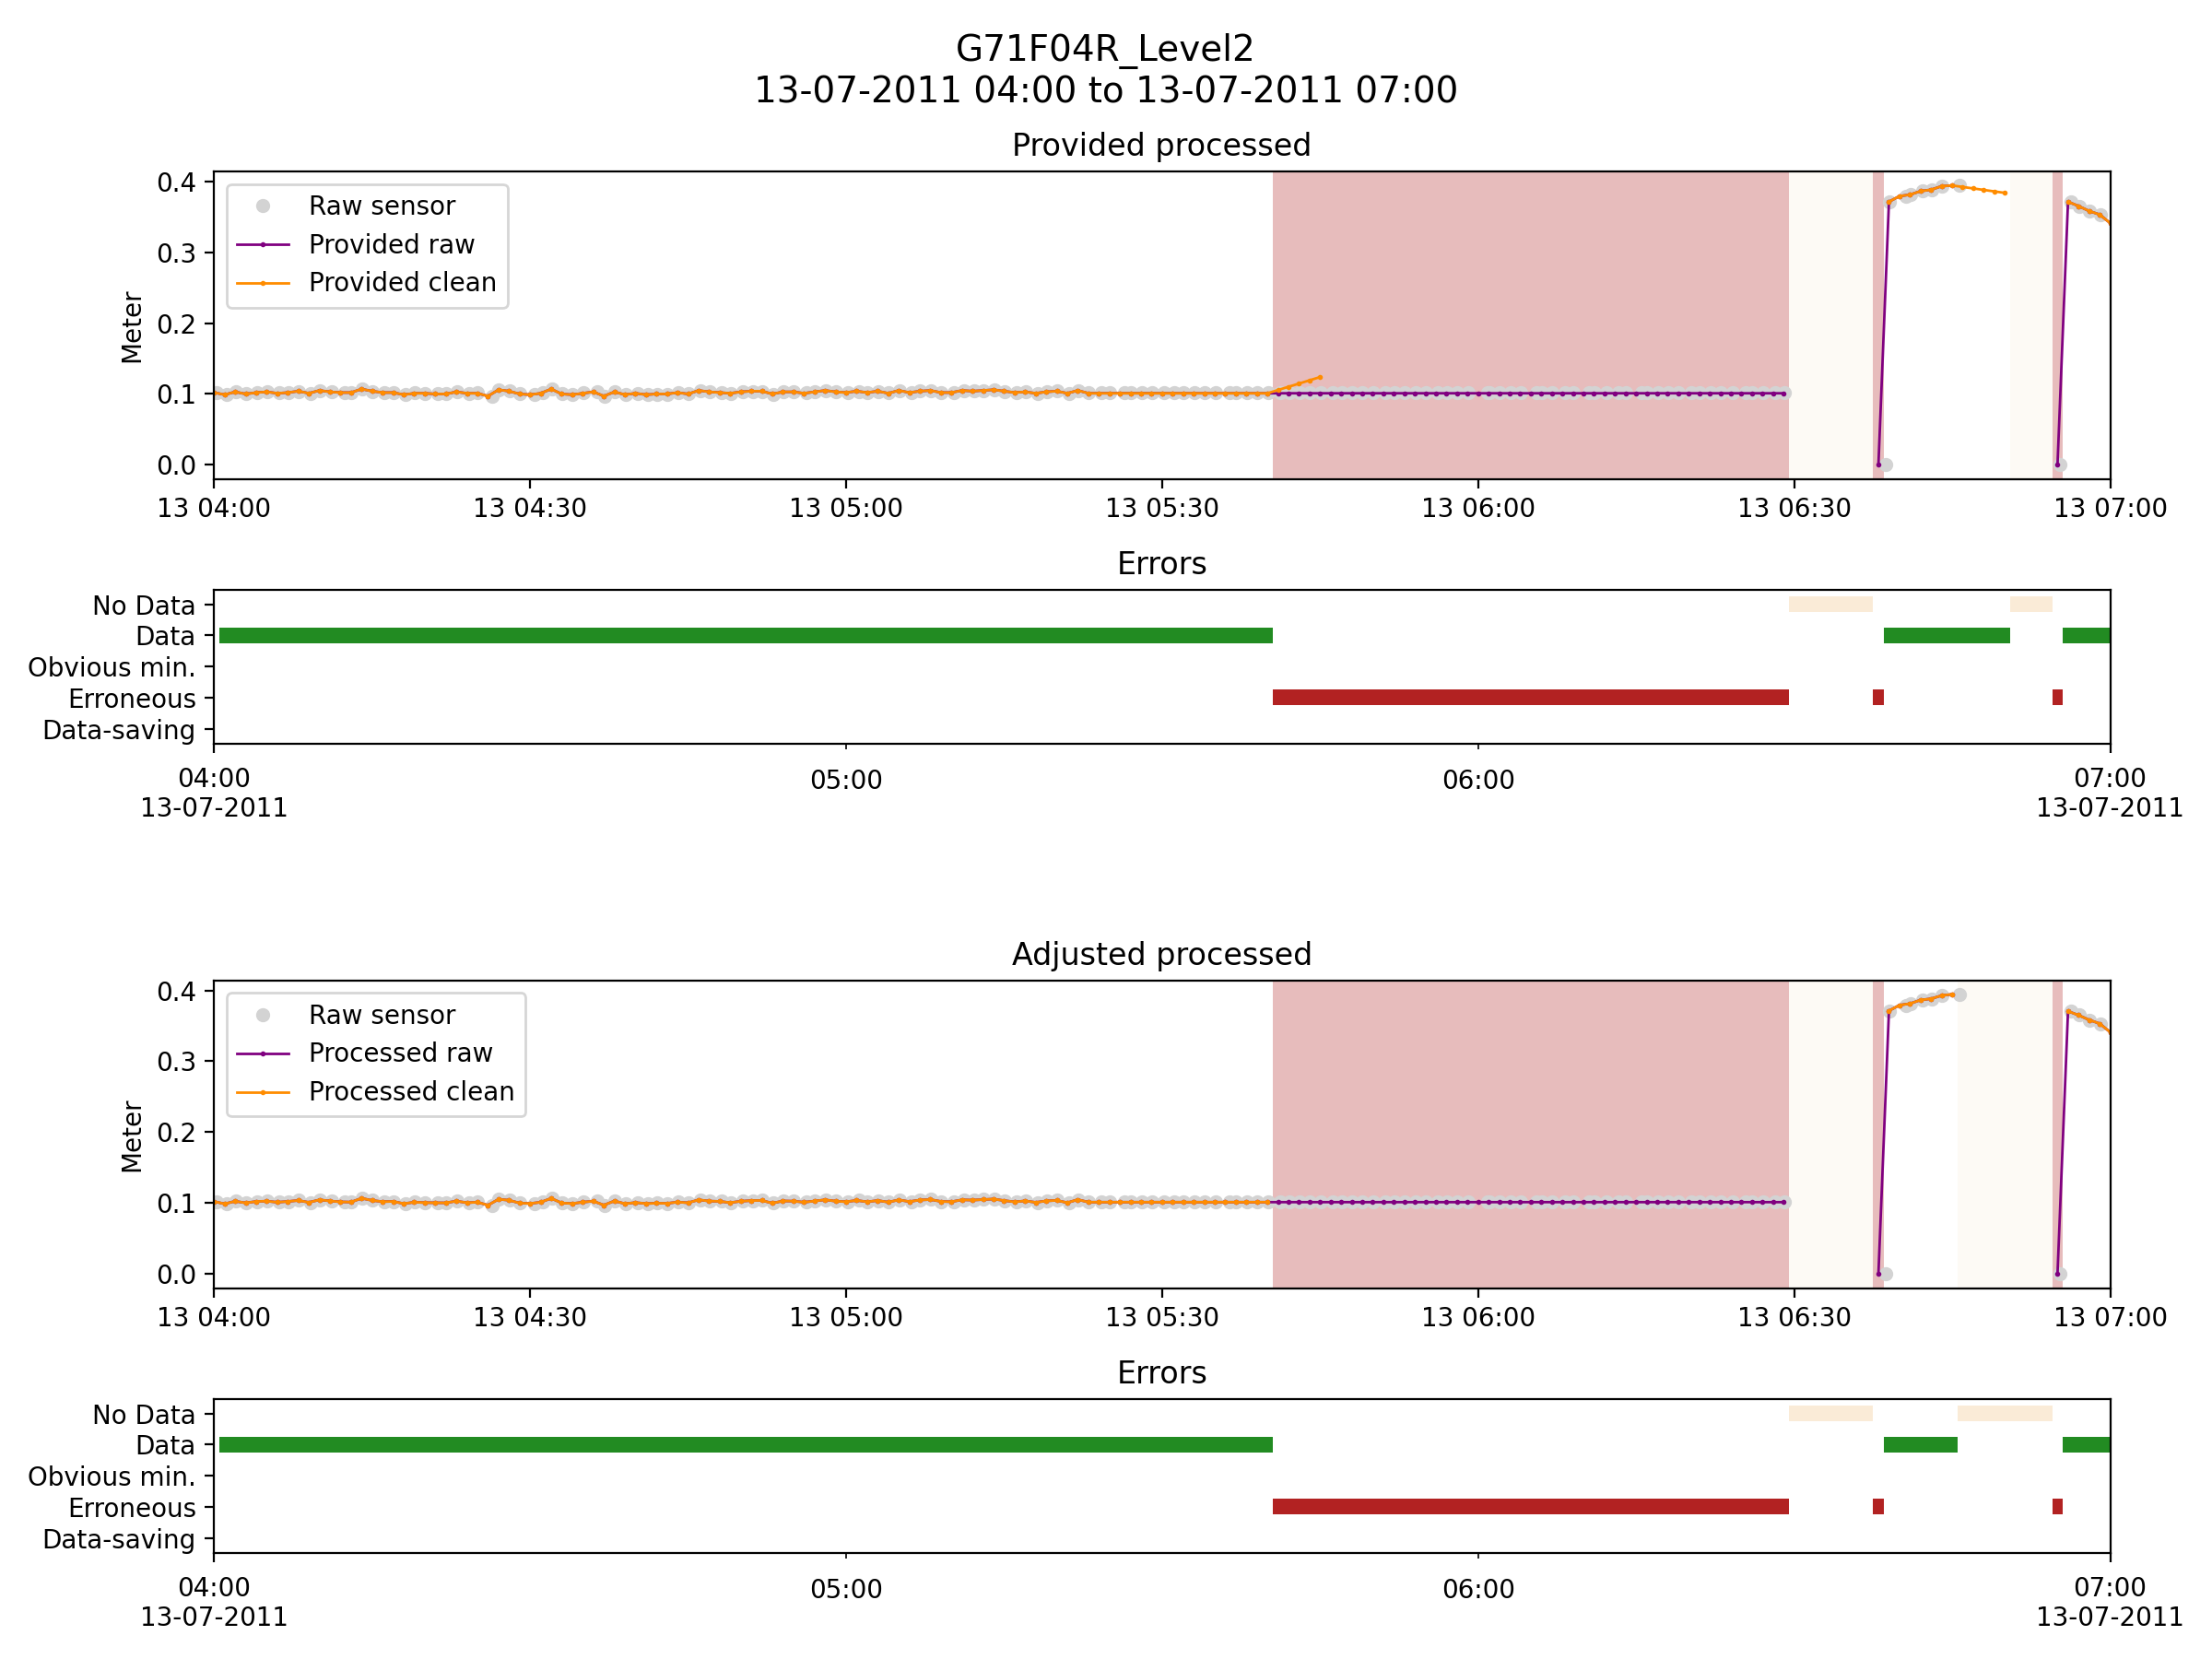 G71F04R_Level2
13-07-2011 04:00 to 13-07-2011 07:00
Provided processed
Meter
0.4
0.3
0.2
0.1
0.0
Raw sensor
Provided raw
Provided clean
13 04:00 13 04:30 13 05:00 13 05:30 13 06:00 13 06:30 13 07:00
Errors
No Data
Data
Obvious min.
Erroneous
Data-saving
04:00 05:00 06:00 07:00
13-07-2011 13-07-2011
Adjusted processed
Meter
0.4
0.3
0.2
0.1
0.0
Raw sensor
Processed raw
Processed clean
13 04:00 13 04:30 13 05:00 13 05:30 13 06:00 13 06:30 13 07:00
Errors
No Data
Data
Obvious min.
Erroneous
Data-saving
04:00 05:00 06:00 07:00
13-07-2011 13-07-2011